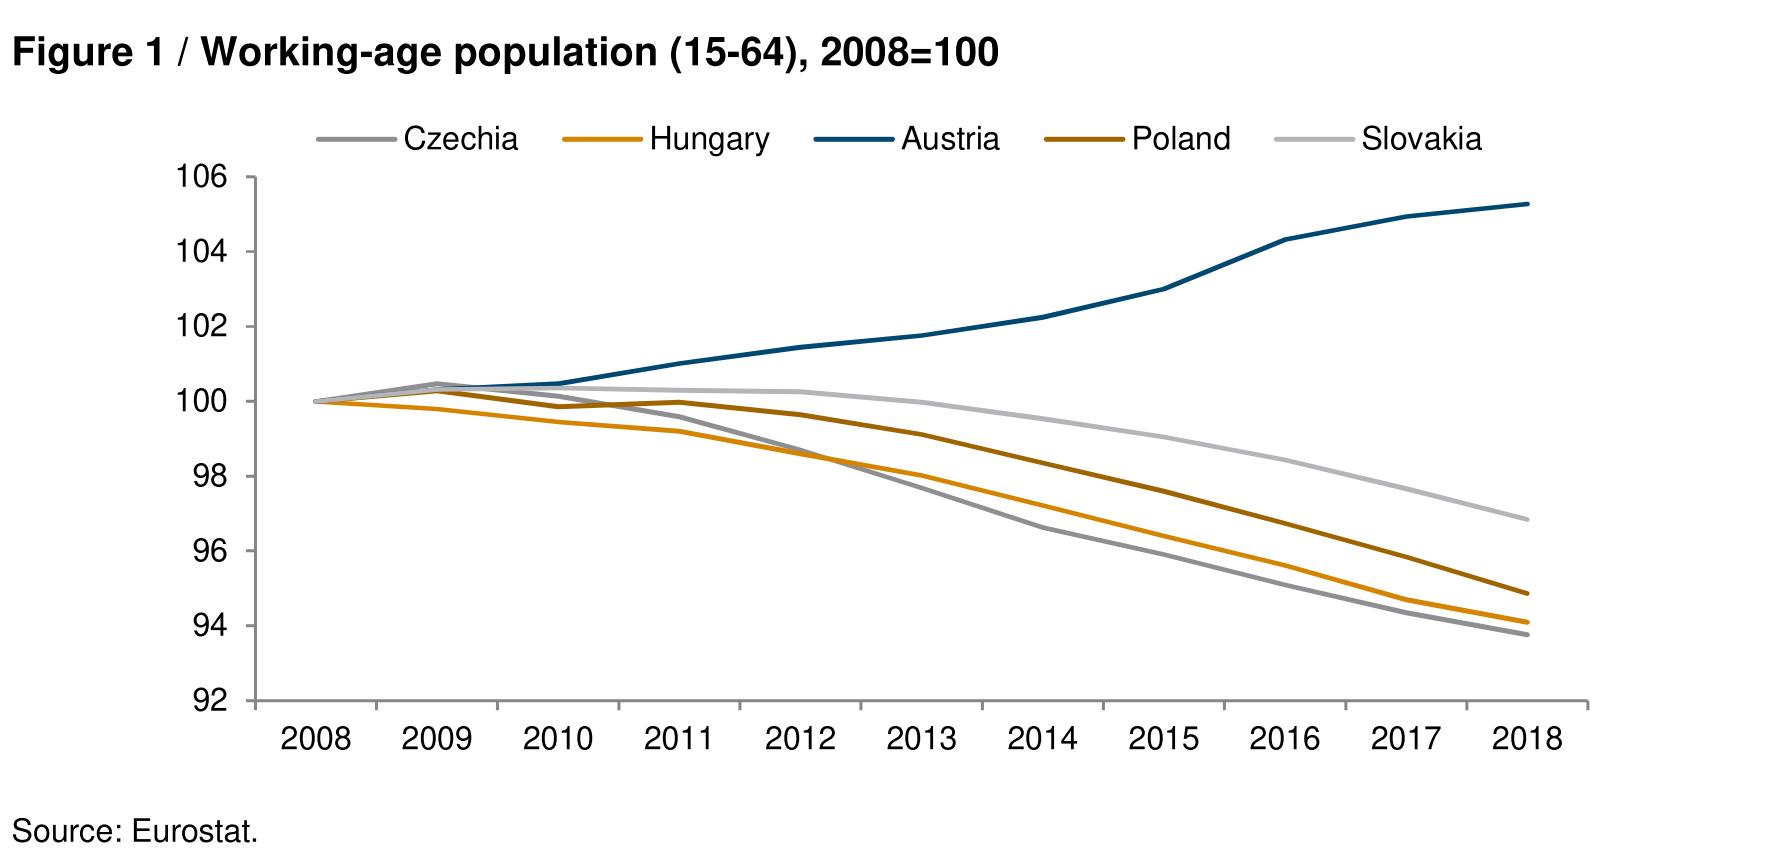 Figure 1 / Working-age population (15-64), 2008=100
Czechia Hungary Austria Poland Slovakia
106
104
102
100
98
96
94
92
2008 2009 2010 2011 2012 2013 2014 2015 2016 2017 2018
Source: Eurostat.